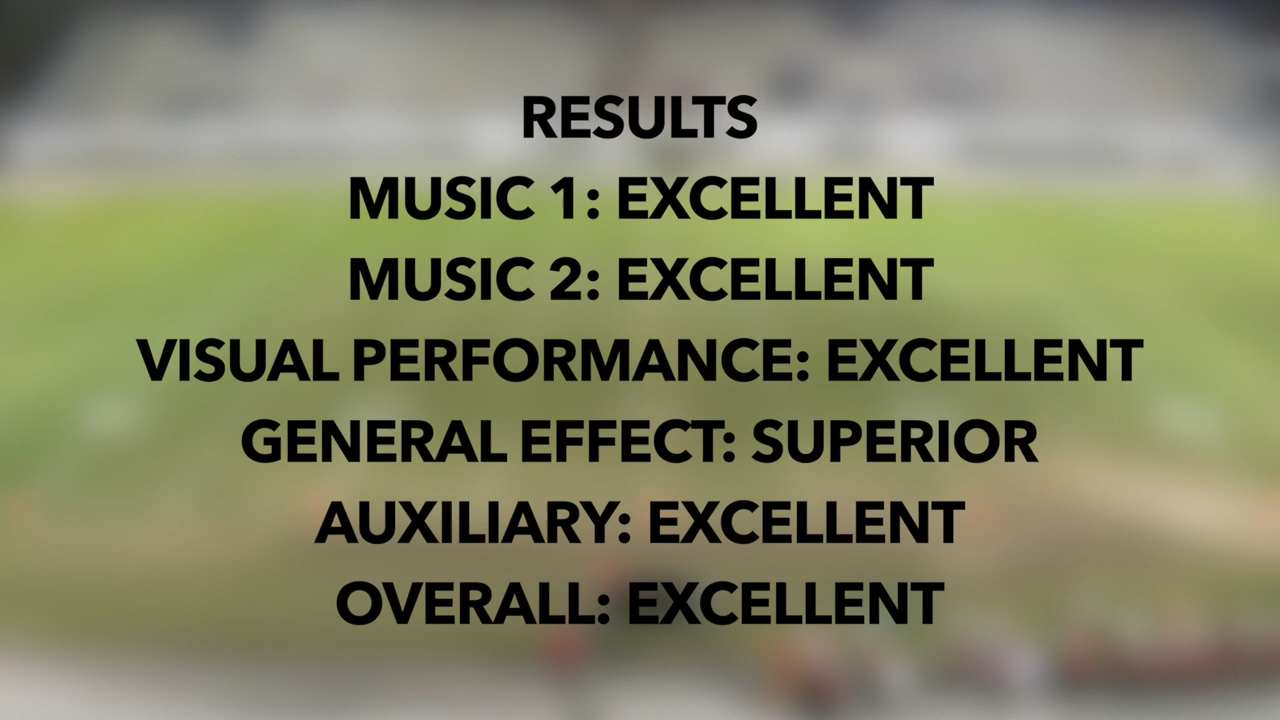 RESULTS
MUSIC 1: EXCELLENT
MUSIC 2: EXCELLENT
VISUAL PERFORMANCE: EXCELLENT
GENERAL EFFECT: SUPERIOR
AUXILIARY: EXCELLENT
OVERALL: EXCELLENT